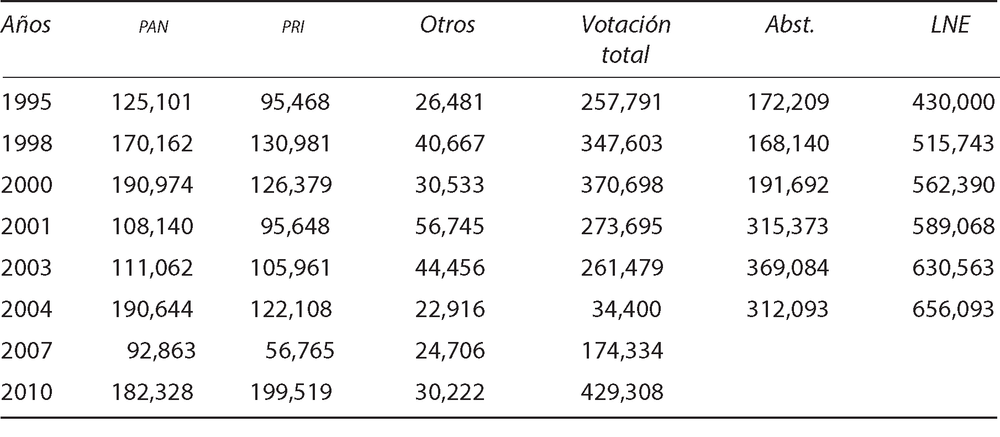 Años PAN PRI Otros Votación total Abst. LNE
1995 125,101 95,468 26,481 257,791 172,209 430,000
1998 170,162 130,981 40,667 347,603 168,140 515,743
2000 190,974 126,379 30,533 370,698 191,692 562,390
2001 108,140 95,648 56,745 273,695 315,373 589,068
2003 111,062 105,961 44,456 261,479 369,084 630,563
2004 190,644 122,108 22,916 34,400 312,093 656,093
2007 92,863 56,765 24,706 174,334
2010 182,328 199,519 30,222 429,308